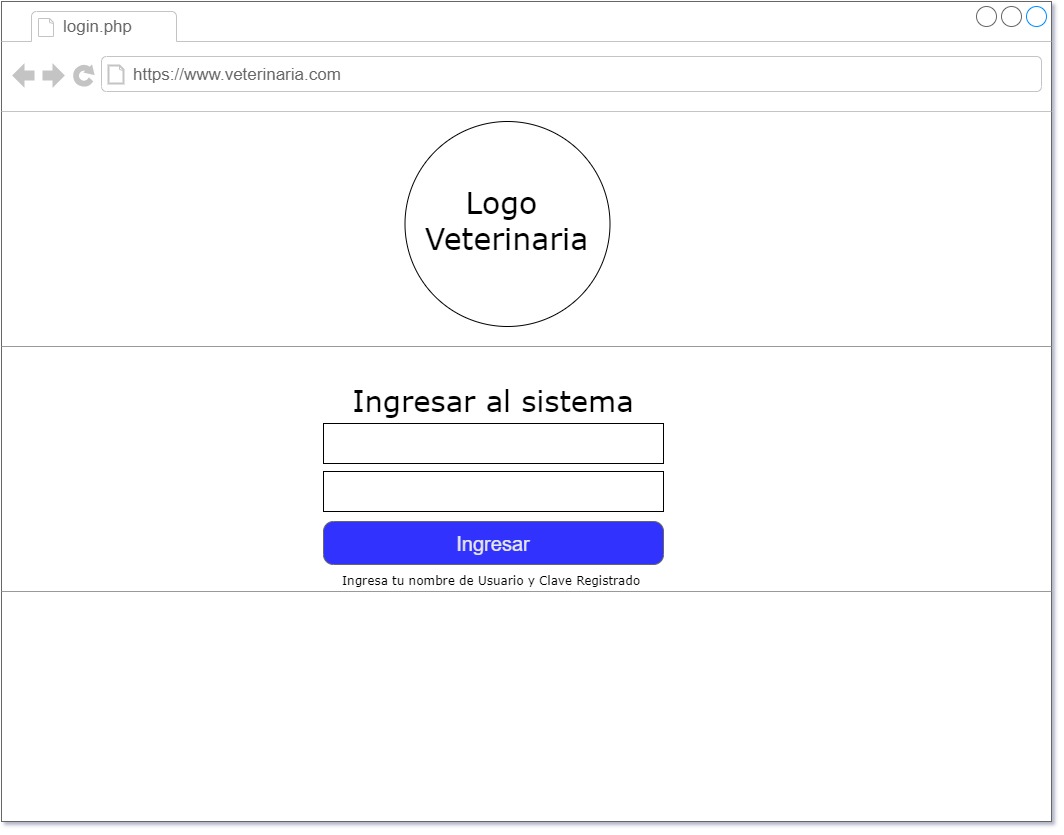 login.php
https://www.veterinaria.com
Logo
Veterinaria
Ingresar al sistema
Ingresar
Ingresa tu nombre de Usuario y Clave Registrado